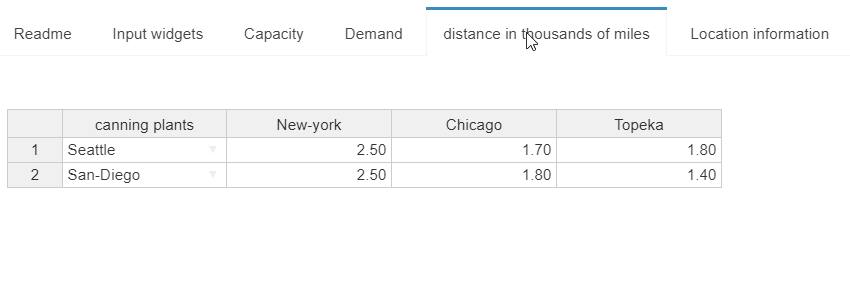 Readme Input widgets Capacity Demand distance in thousands of miles Location information
canning plants New-york Chicago Topeka
1 Seattle 2.50 1.70 1.80
2 San-Diego 2.50 1.80 1.40